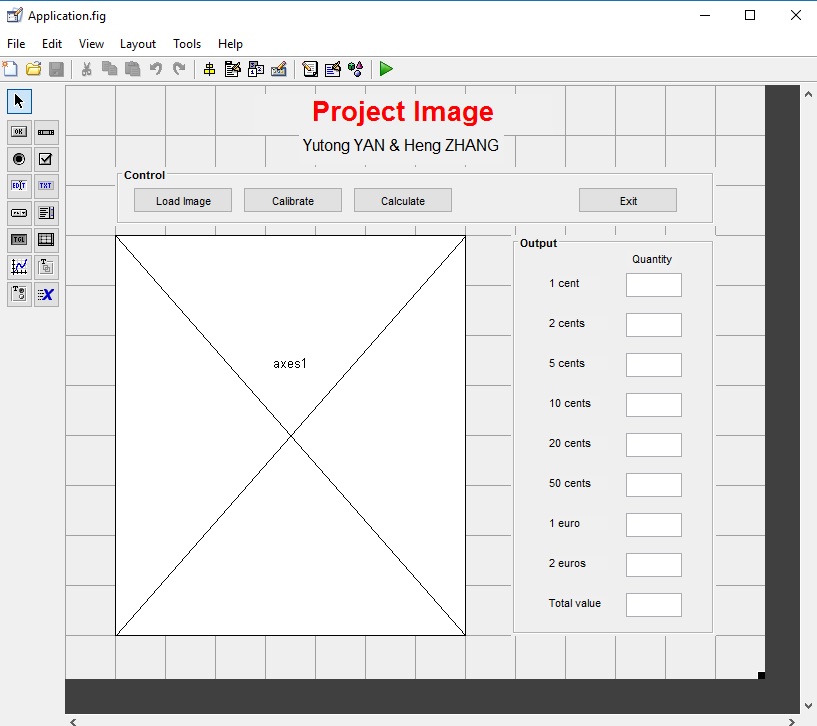 Application.fig
File Edit View Layout Tools Help
OK
EDIT TXT
TGL
Project Image
Yutong YAN & Heng ZHANG
Control
Load Image Calibrate Calculate Exit
axes1
Output
Quantity
1 cent
2 cents
5 cents
10 cents
20 cents
50 cents
1 euro
2 euros
Total value